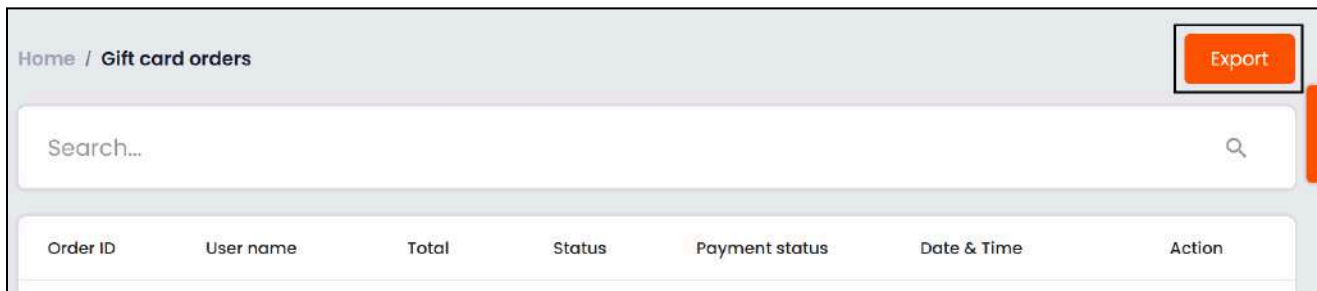 Home / Gift card orders
Export
Search...
Order ID User name Total Status Payment status Date & Time Action